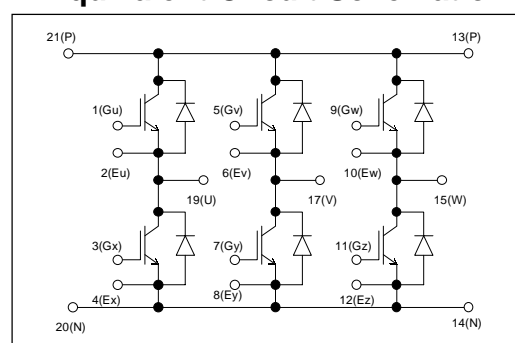 21(P)
13(P)
1(Gu)
5(Gv)
9(Gw)
2(Eu)
6(Ev)
10(Ew)
19(U)
17(V)
15(W)
3(Gx)
7(Gy)
11(Gz)
4(Ex)
8(Ey)
12(Ez)
20(N)
14(N)